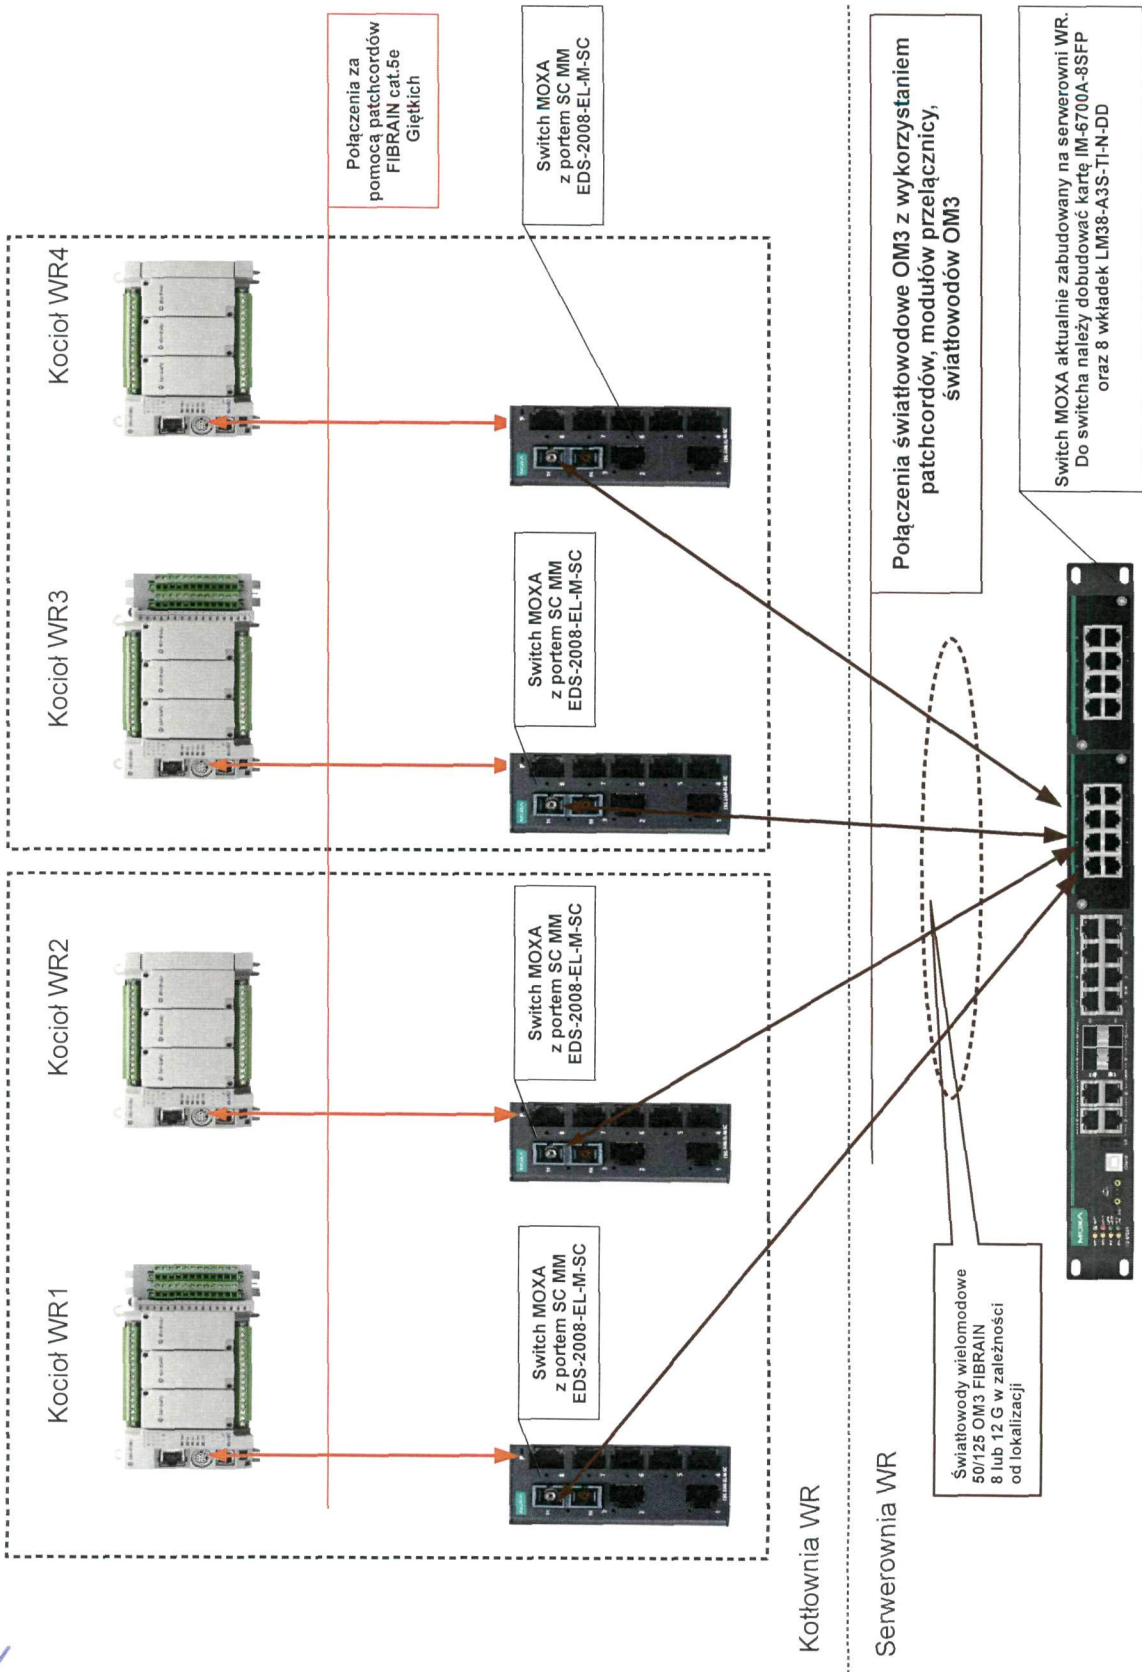 Kocioł WR1
Kocioł WR2
Kocioł WR3
Kocioł WR4
Połączenia za
pomocą patchcordów
FIBRAIN cat.5e
Giętkich
Switch MOXA
z portem SC MM
EDS-2008-EL-M-SC
Switch MOXA
z portem SC MM
EDS-2008-EL-M-SC
Switch MOXA
z portem SC MM
EDS-2008-EL-M-SC
Switch MOXA
z portem SC MM
EDS-2008-EL-M-SC
Kotłownia WR
Serwerownia WR
Połączenia światłowodowe OM3 z wykorzystaniem
patchcordów, modułów przełącznicy,
światłowodów OM3
Światłowody wielomodowe
50/125 OM3 FIBRAIN
8 lub 12 G w zależności
od lokalizacji
Switch MOXA aktualnie zabudowany na serwerowni WR.
Do switcha należy dobudować kartę IM-6700A-8SFP
oraz 8 wkładek LM38-A3S-TI-N-DD
MOXA